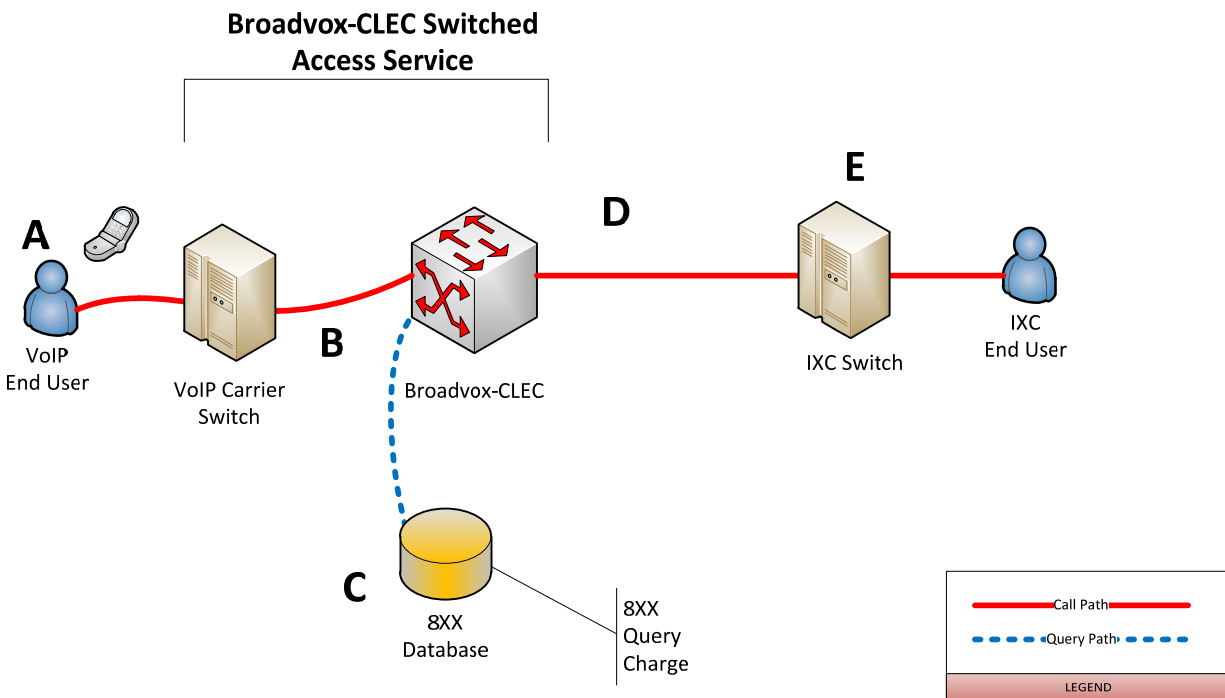 Broadvox-CLEC Switched
Access Service
A
B
C
D
E
VoIP
End User
VoIP Carrier
Switch
Broadvox-CLEC
IXC Switch
IXC
End User
8XX
Database
8XX
Query
Charge
Call Path
Query Path
LEGEND